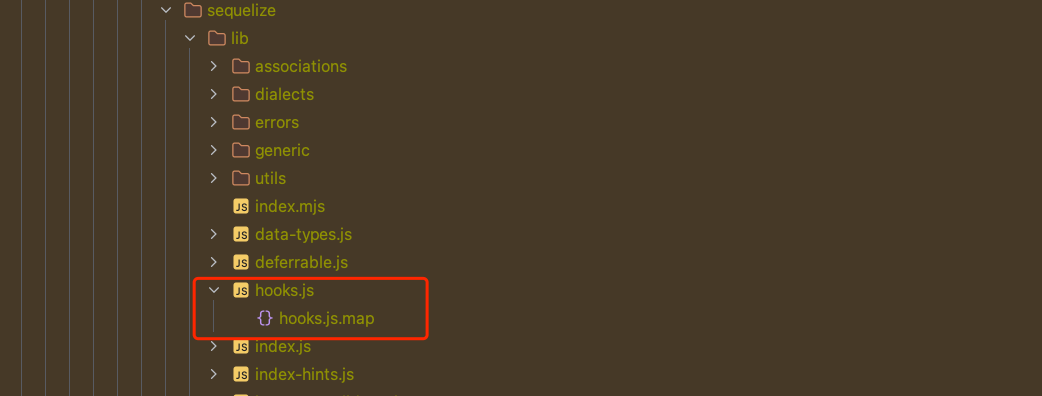 sequelize
lib
associations
dialects
errors
generic
utils
index.mjs
JS data-types.js
JS deferrable.js
JS hooks.js
{} hooks.js.map
JS index.js
JS index-hints.js